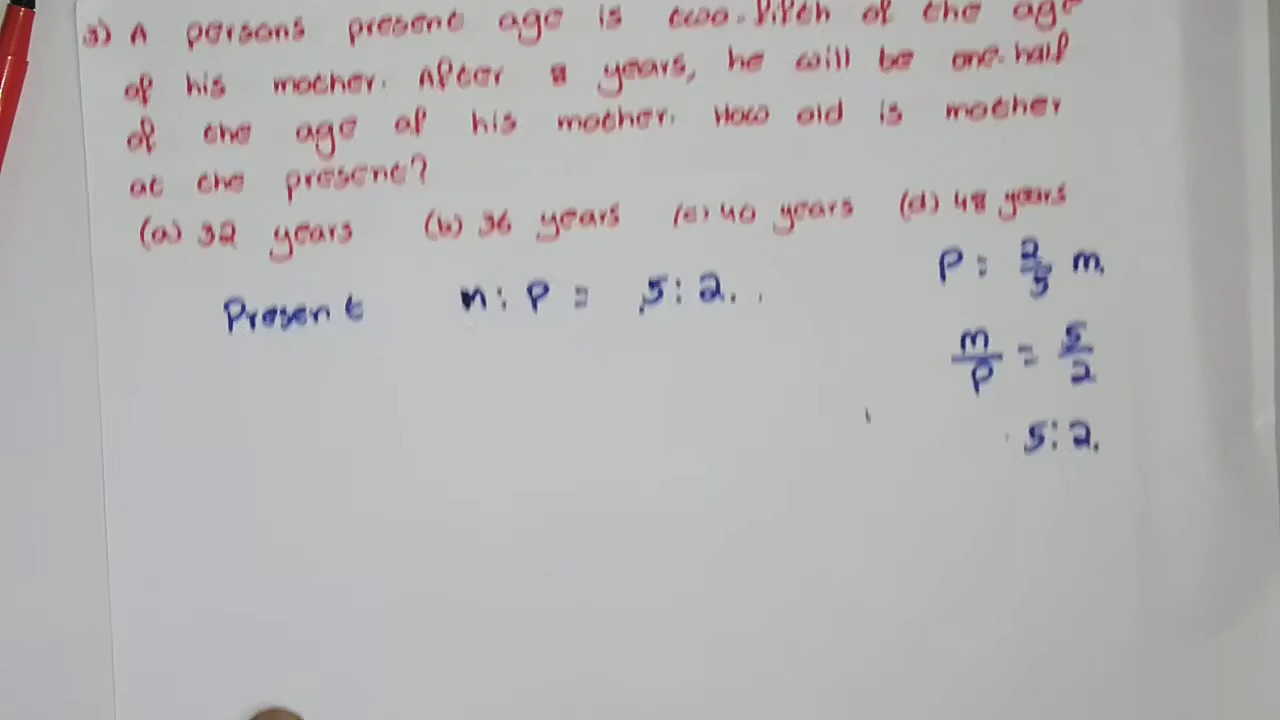 3) A persons present age is two-fifth of the age
of his mother. After 8 years, he will be one-half
of the age of his mother. How old is mother
at the present?
(a) 32 years (b) 36 years (c) 40 years (d) 48 years
Present m : P = 5 : 2.
P = 2/5 m.
m/P = 5/2
5 : 2.